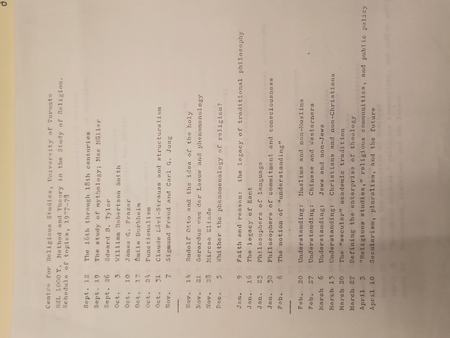 Centre for Religious Studies, University of Toronto
REL 1000Y. Method and Theory in the Study of Religion.
Schedule of topics, 1977-78
Sept. 12 The 16th through 18th centuries
Sept. 19 The study of mythology; Max Müller
Sept. 26 Edward B. Tylor
Oct. 3 William Robertson Smith
Oct. 10 James G. Frazer
Oct. 17 Émile Durkheim
Oct. 24 Functionalism
Oct. 31 Claude Lévi-Strauss and structuralism
Nov. 7 Sigmund Freud and Carl G. Jung
Nov. 14 Rudolf Otto and the idea of the holy
Nov. 21 Gerardus van der Leeuw and phenomenology
Nov. 28 Mircea Eliade
Dec. 5 Whither the phenomenology of religion?
Jan. 9 Faith and reason: the legacy of traditional philosophy
Jan. 16 The legacy of Kant
Jan. 23 Philosophers of language
Jan. 30 Philosophers of commitment and consciousness
Feb. 6 The notion of "understanding"
Feb. 20 Understanding: Muslims and non-Muslims
Feb. 27 Understanding: Chinese and Westerners
March 6 Understanding: Jews and non-Jews
March 13 Understanding: Christians and non-Christians
March 20 The "secular" academic tradition
March 27 Defining the enterprise of theology
April 3 "Religious studies," religious communities, and public policy
April 10 Secularism, pluralism, and the future